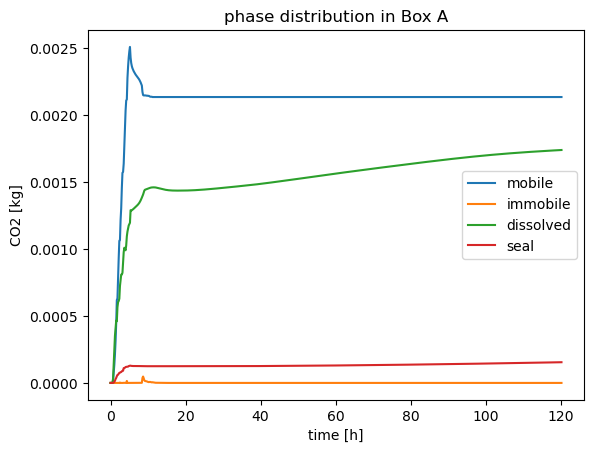 phase distribution in Box A
CO2 [kg]
0.0025
0.0020
0.0015
0.0010
0.0005
0.0000
mobile
immobile
dissolved
seal
0 20 40 60 80 100 120
time [h]